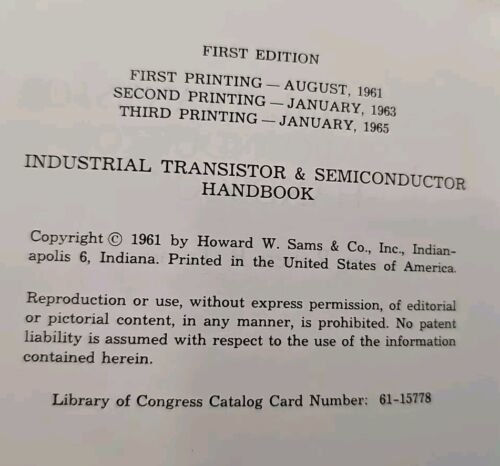 FIRST EDITION
FIRST PRINTING — AUGUST, 1961
SECOND PRINTING — JANUARY, 1963
THIRD PRINTING — JANUARY, 1965
INDUSTRIAL TRANSISTOR & SEMICONDUCTOR
HANDBOOK
Copyright © 1961 by Howard W. Sams & Co., Inc., Indian-
apolis 6, Indiana. Printed in the United States of America.
Reproduction or use, without express permission, of editorial
or pictorial content, in any manner, is prohibited. No patent
liability is assumed with respect to the use of the information
contained herein.
Library of Congress Catalog Card Number: 61-15778